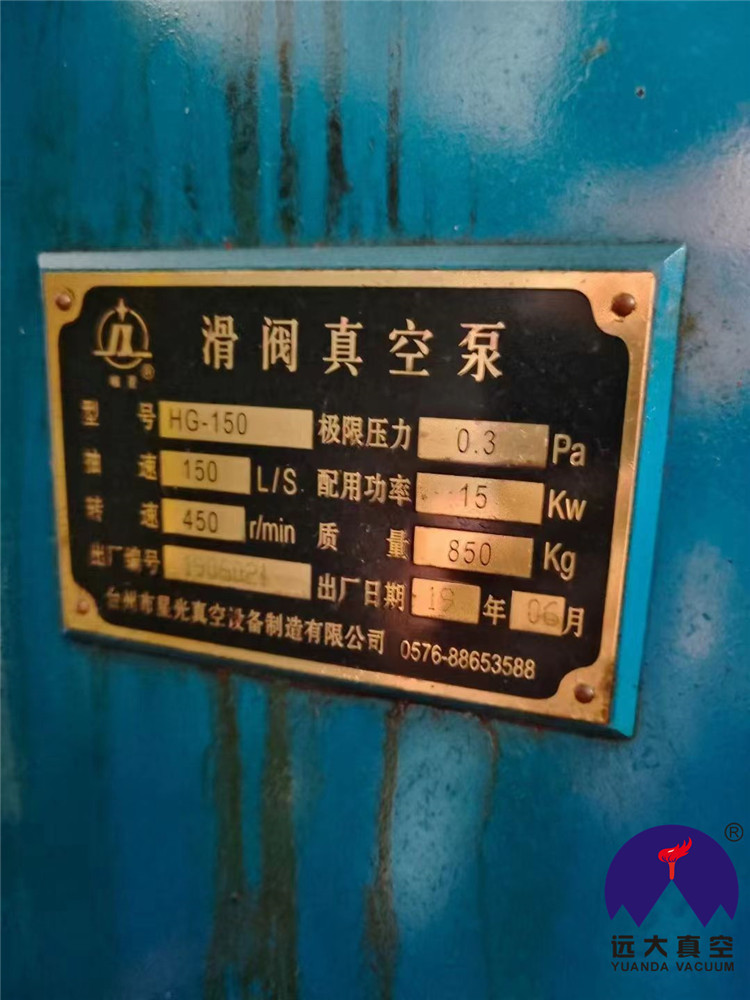 滑阀真空泵
型号 HG-150 极限压力 0.3 Pa
抽速 150 L/S 配用功率 15 Kw
转速 450 r/min 质量 850 Kg
出厂编号 1906021 出厂日期 19 年 06 月
台州市星光真空设备制造有限公司 0576-88653588
®
远大真空
YUANDA VACUUM